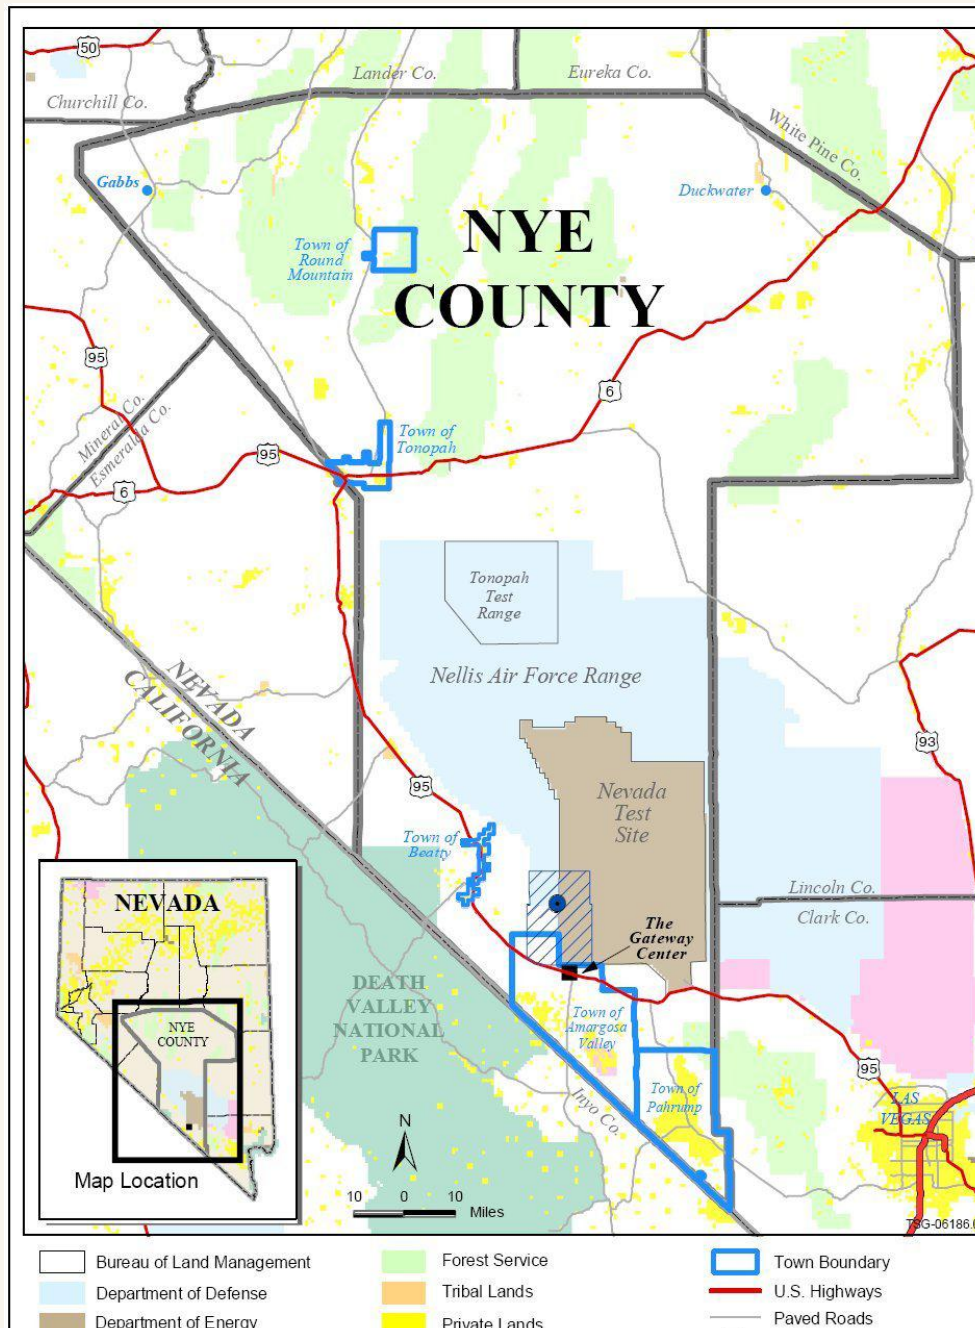 50
Lander Co.
Eureka Co.
Churchill Co.
White Pine Co.
Gabbs
Duckwater
NYE
COUNTY
Town of
Round
Mountain
95
6
Mineral Co.
Esmeralda Co.
Town of
Tonopah
95
6
Tonopah
Test
Range
Nellis Air Force Range
NEVADA
CALIFORNIA
93
95
Nevada
Test
Site
Town of
Beatty
Lincoln Co.
Clark Co.
The
Gateway
Center
NEVADA
DEATH
VALLEY
NATIONAL
PARK
Town of
Amargosa
Valley
NYE
COUNTY
95
Town of
Pahrump
Inyo Co.
LAS
VEGAS
N
Map Location
10 0 10
Miles
Bureau of Land Management
Forest Service
Town Boundary
Department of Defense
Tribal Lands
U.S. Highways
Department of Energy
Private Lands
Paved Roads